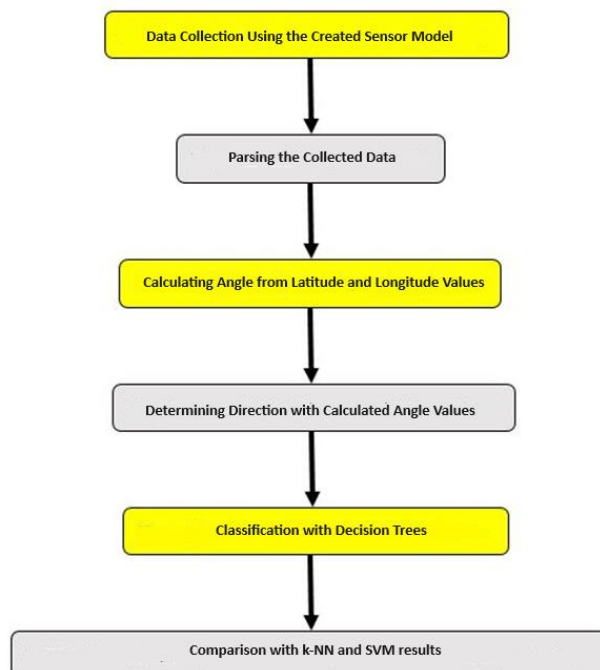 Data Collection Using the Created Sensor Model
Parsing the Collected Data
Calculating Angle from Latitude and Longitude Values
Determining Direction with Calculated Angle Values
Classification with Decision Trees
Comparison with k-NN and SVM results